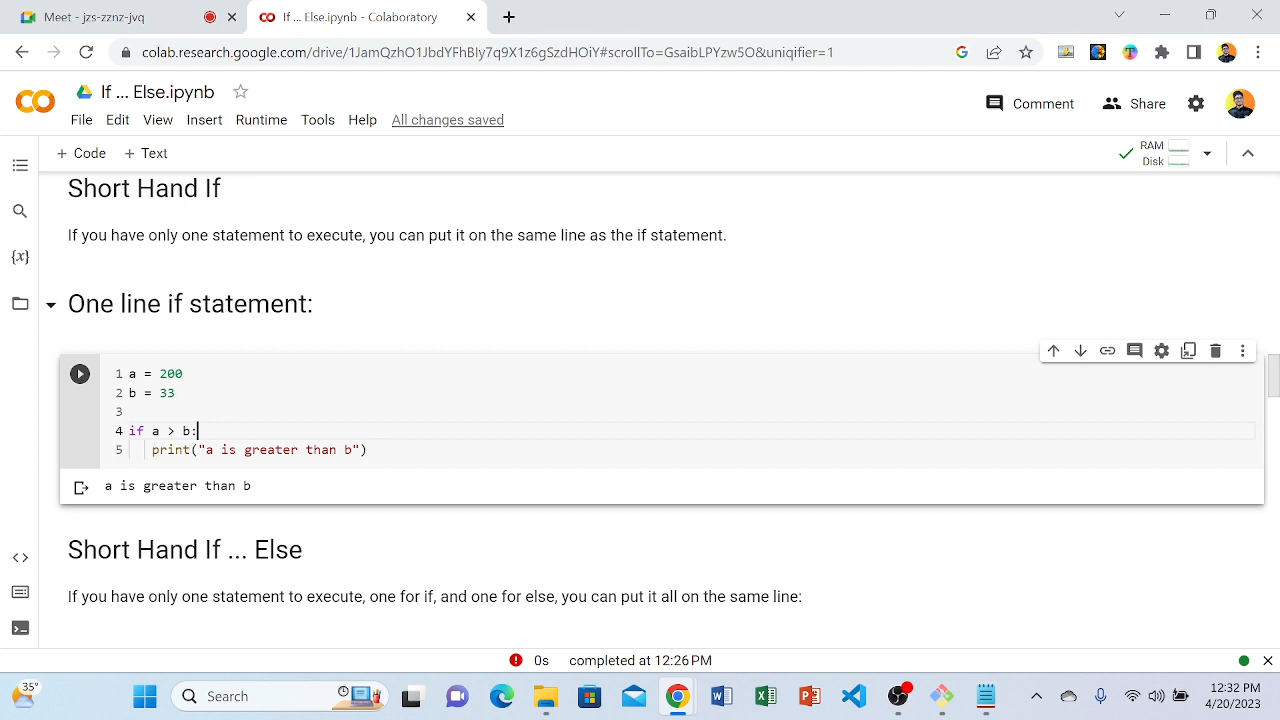 Meet - jzs-zznz-jvq
If ... Else.ipynb - Colaboratory
colab.research.google.com/drive/1JamQzhO1JbdYFhBIy7q9X1z6gSzdHOiY#scrollTo=GsaibLPYzw5O&uniqifier=1
If ... Else.ipynb
File Edit View Insert Runtime Tools Help All changes saved
Comment Share
+ Code + Text
RAM
Disk
Short Hand If
If you have only one statement to execute, you can put it on the same line as the if statement.
{x}
One line if statement:
1 a = 200
2 b = 33
3
4 if a > b:
5 print("a is greater than b")
a is greater than b
Short Hand If ... Else
If you have only one statement to execute, one for if, and one for else, you can put it all on the same line:
0s completed at 12:26 PM
35°
Search
12:32 PM
4/20/2023